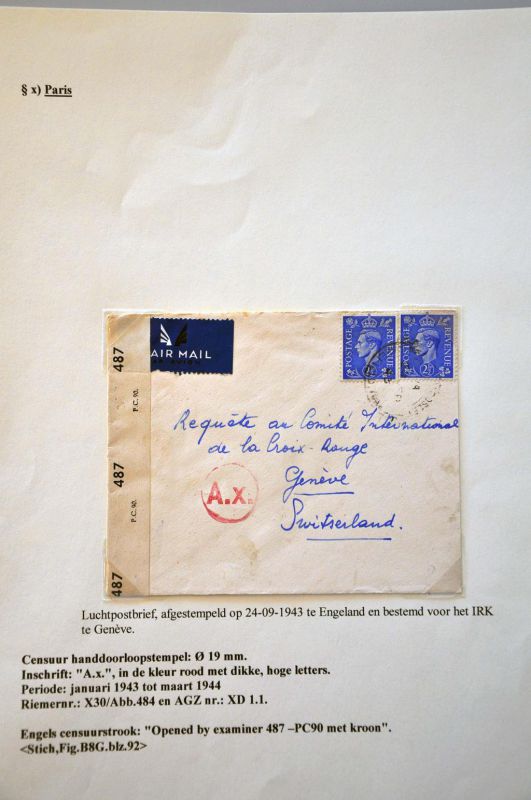 § x) Paris
487
P.C. 90.
487
P.C. 90.
487
AIR MAIL
POSTAGE REVENUE
2½
POSTAGE REVENUE
2½
Requête au Comité International
de la Croix-Rouge
Genève
Switserland.
A.x.
Luchtpostbrief, afgestempeld op 24-09-1943 te Engeland en bestemd voor het IRK
te Genève.
Censuur handdoorloopstempel: Ø 19 mm.
Inschrift: "A.x.", in de kleur rood met dikke, hoge letters.
Periode: januari 1943 tot maart 1944
Riemernr.: X30/Abb.484 en AGZ nr.: XD 1.1.
Engels censuurstrook: "Opened by examiner 487 –PC90 met kroon".
<Stich,Fig.B8G.blz.92>